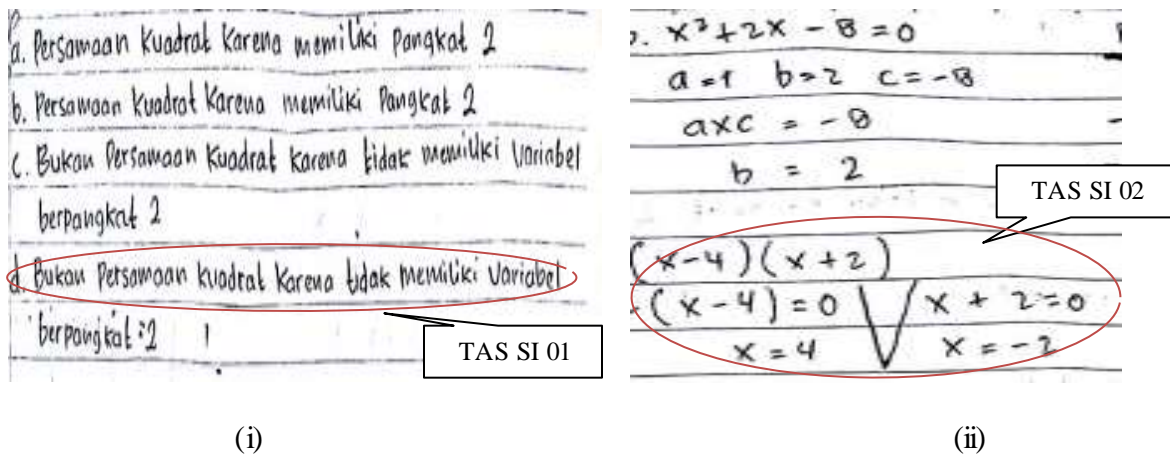 a. Persamaan Kuadrat Karena memiliki Pangkat 2
b. Persamaan Kuadrat Karena memiliki Pangkat 2
c. Bukan Persamaan Kuadrat karena tidak memiliki Variabel
berpangkat 2
d. Bukan Persamaan kuadrat Karena tidak memiliki Variabel
berpangkat 2
TAS SI 01
(i)
. x² + 2x - 8 = 0
a = 1 b = 2 c = -8
axc = -8
b = 2
TAS SI 02
(x-4)(x+2)
(x-4) = 0 V x + 2 = 0
x = 4 x = -2
(ii)